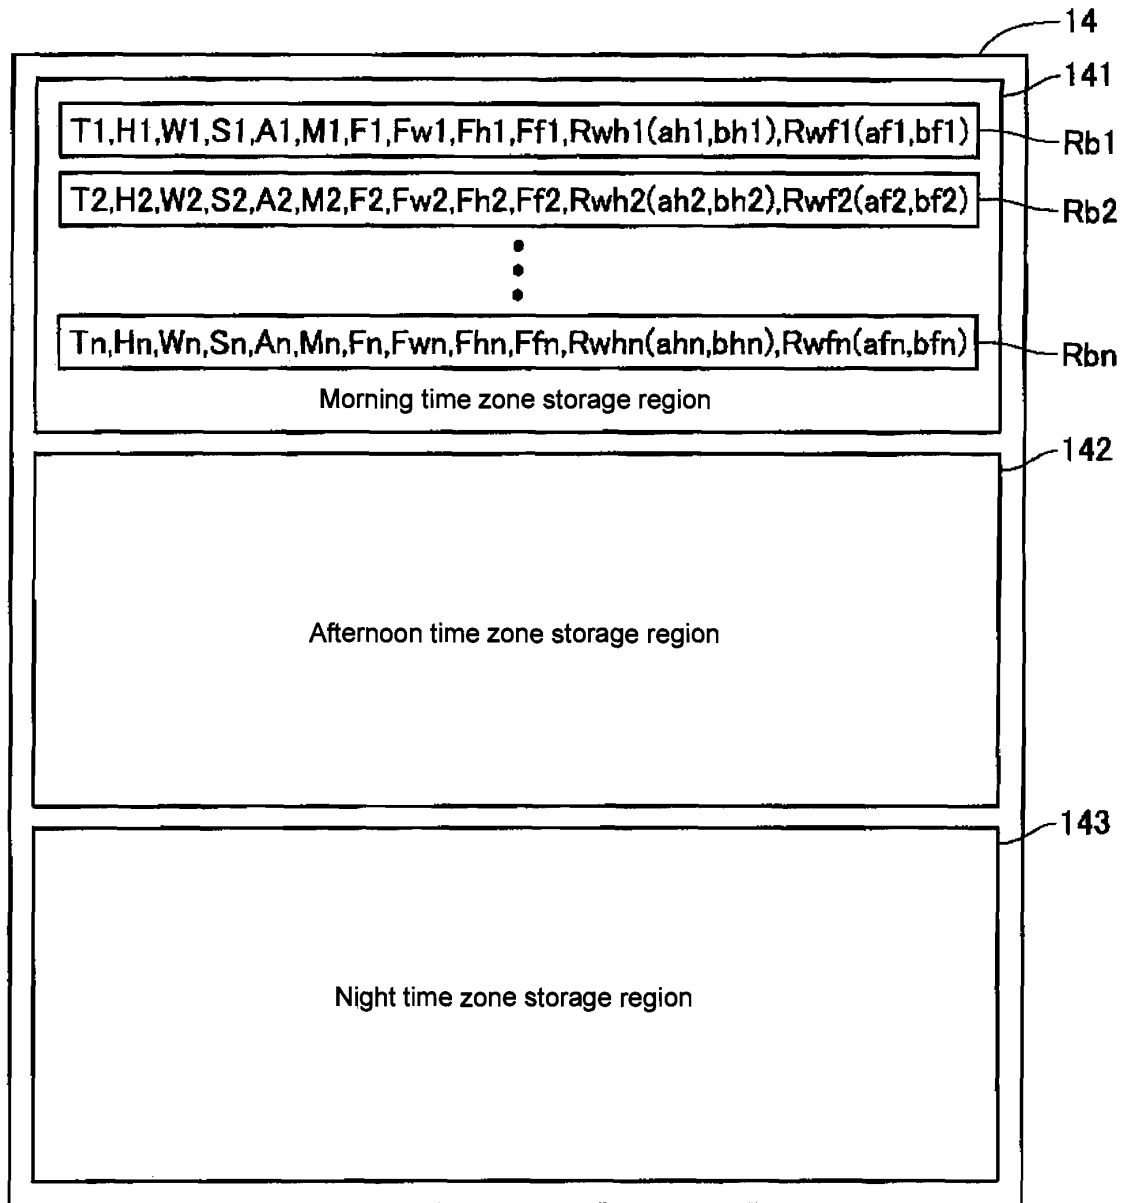 14
141
T1,H1,W1,S1,A1,M1,F1,Fw1,Fh1,Ff1,Rwh1(ah1,bh1),Rwf1(af1,bf1)
Rb1
T2,H2,W2,S2,A2,M2,F2,Fw2,Fh2,Ff2,Rwh2(ah2,bh2),Rwf2(af2,bf2)
Rb2
Tn,Hn,Wn,Sn,An,Mn,Fn,Fwn,Fhn,Ffn,Rwhn(ahn,bhn),Rwfn(afn,bfn)
Rbn
Morning time zone storage region
142
Afternoon time zone storage region
143
Night time zone storage region